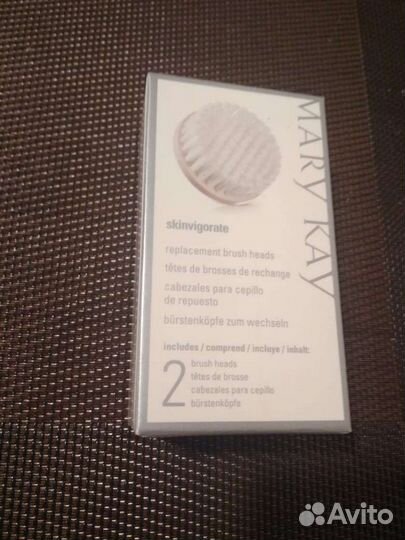 MARY KAY
skinvigorate
replacement brush heads
têtes de brosses de rechange
cabezales para cepillo
de repuesto
bürstenköpfe zum wechseln
includes / comprend / incluye / inhalt:
2
brush heads
têtes de brosse
cabezales para cepillo
bürstenköpfe
Avito